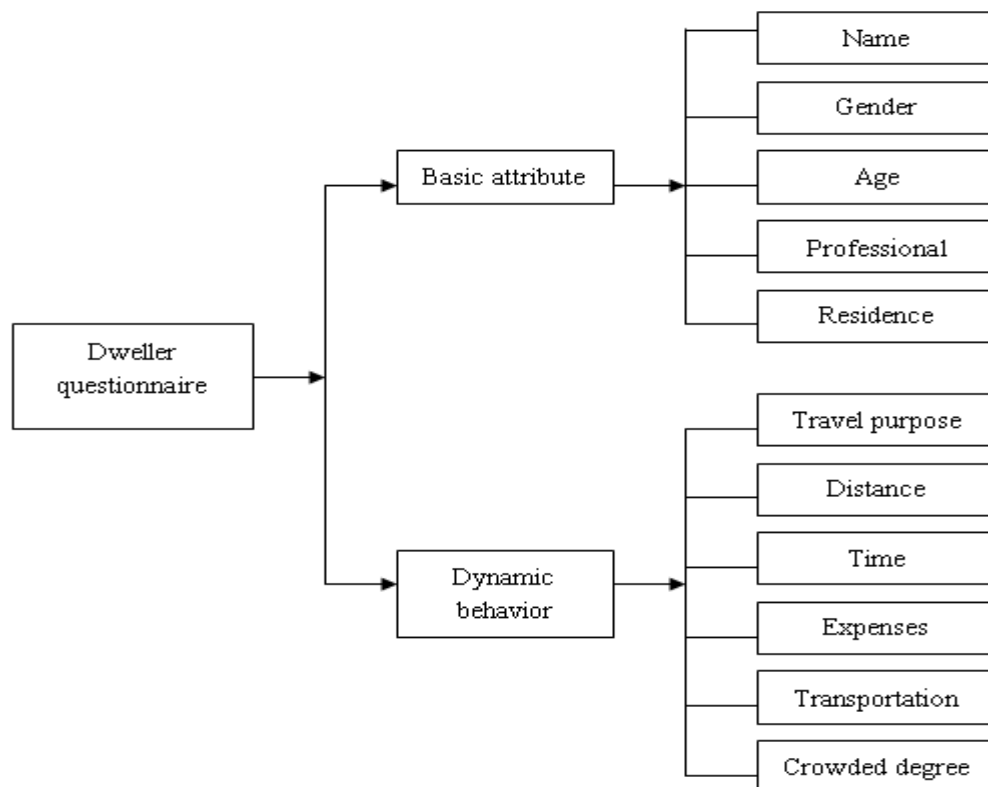 Name
Gender
Basic attribute
Age
Professional
Residence
Dweller
questionnaire
Travel purpose
Distance
Time
Dynamic
behavior
Expenses
Transportation
Crowded degree